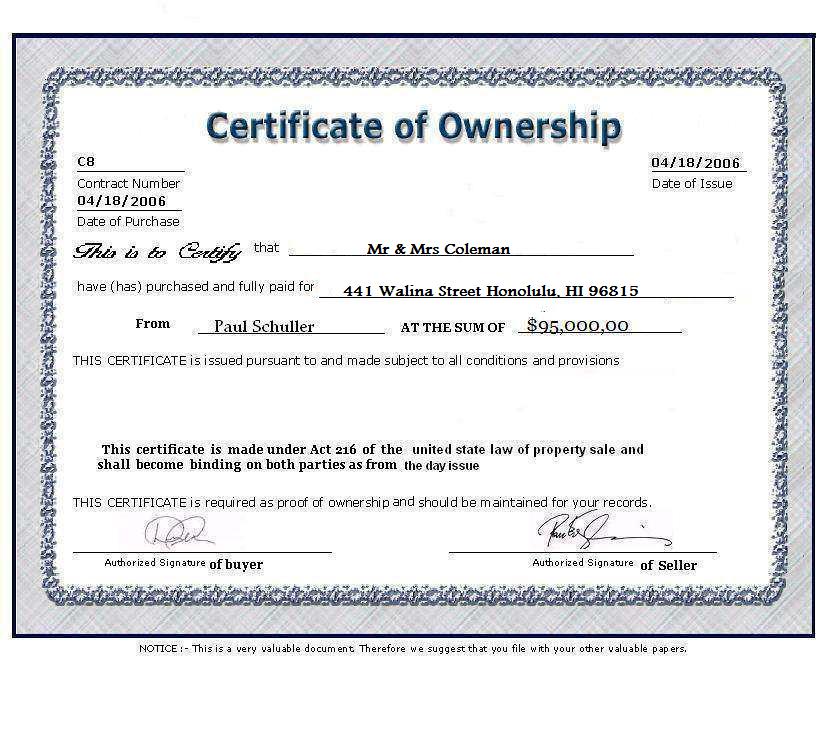 Certificate of Ownership
C8 04/18/2006
Contract Number Date of Issue
04/18/2006
Date of Purchase
This is to Certify that Mr & Mrs Coleman
have (has) purchased and fully paid for 441 Walina Street Honolulu, HI 96815
From Paul Schuller AT THE SUM OF $95,000,00
THIS CERTIFICATE is issued pursuant to and made subject to all conditions and provisions
This certificate is made under Act 216 of the united state law of property sale and
shall become binding on both parties as from the day issue
THIS CERTIFICATE is required as proof of ownership and should be maintained for your records.
Authorized Signature of buyer Authorized Signature of Seller
NOTICE :- This is a very valuable document. Therefore we suggest that you file with your other valuable papers.